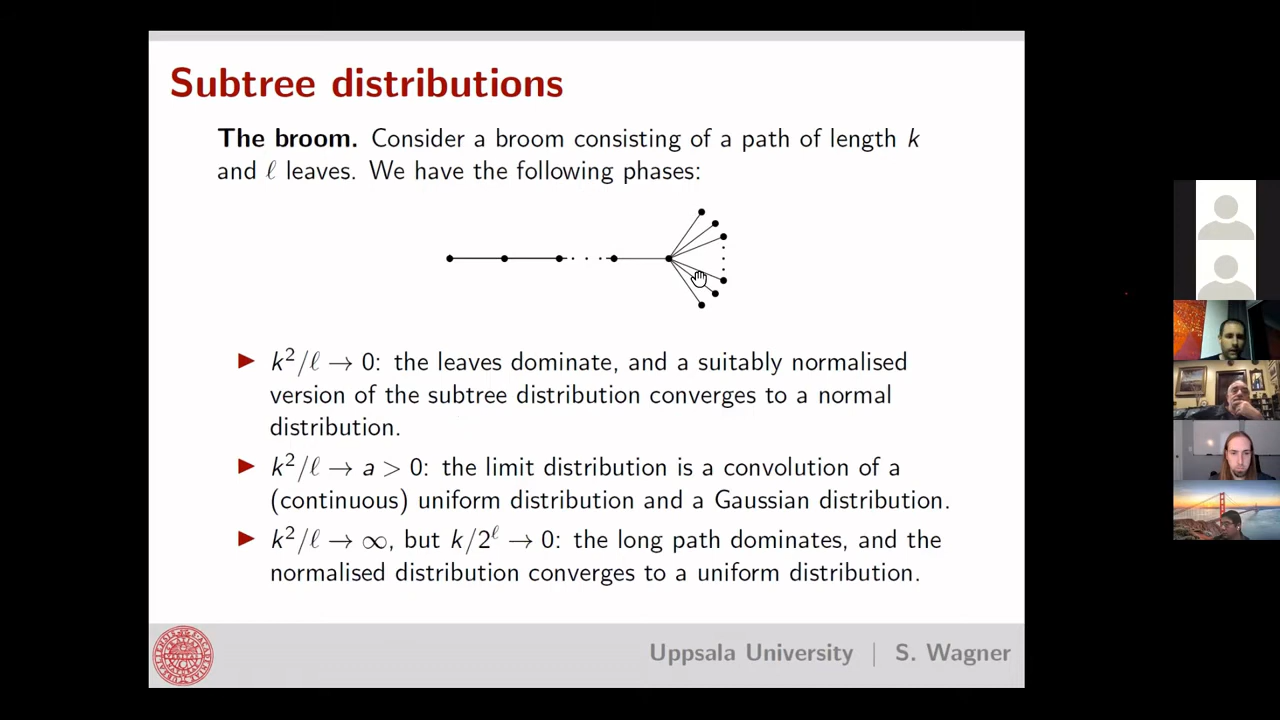 Subtree distributions
The broom. Consider a broom consisting of a path of length k
and ℓ leaves. We have the following phases:
k²/ℓ → 0: the leaves dominate, and a suitably normalised
version of the subtree distribution converges to a normal
distribution.
k²/ℓ → a > 0: the limit distribution is a convolution of a
(continuous) uniform distribution and a Gaussian distribution.
k²/ℓ → ∞, but k/2^ℓ → 0: the long path dominates, and the
normalised distribution converges to a uniform distribution.
Uppsala University | S. Wagner